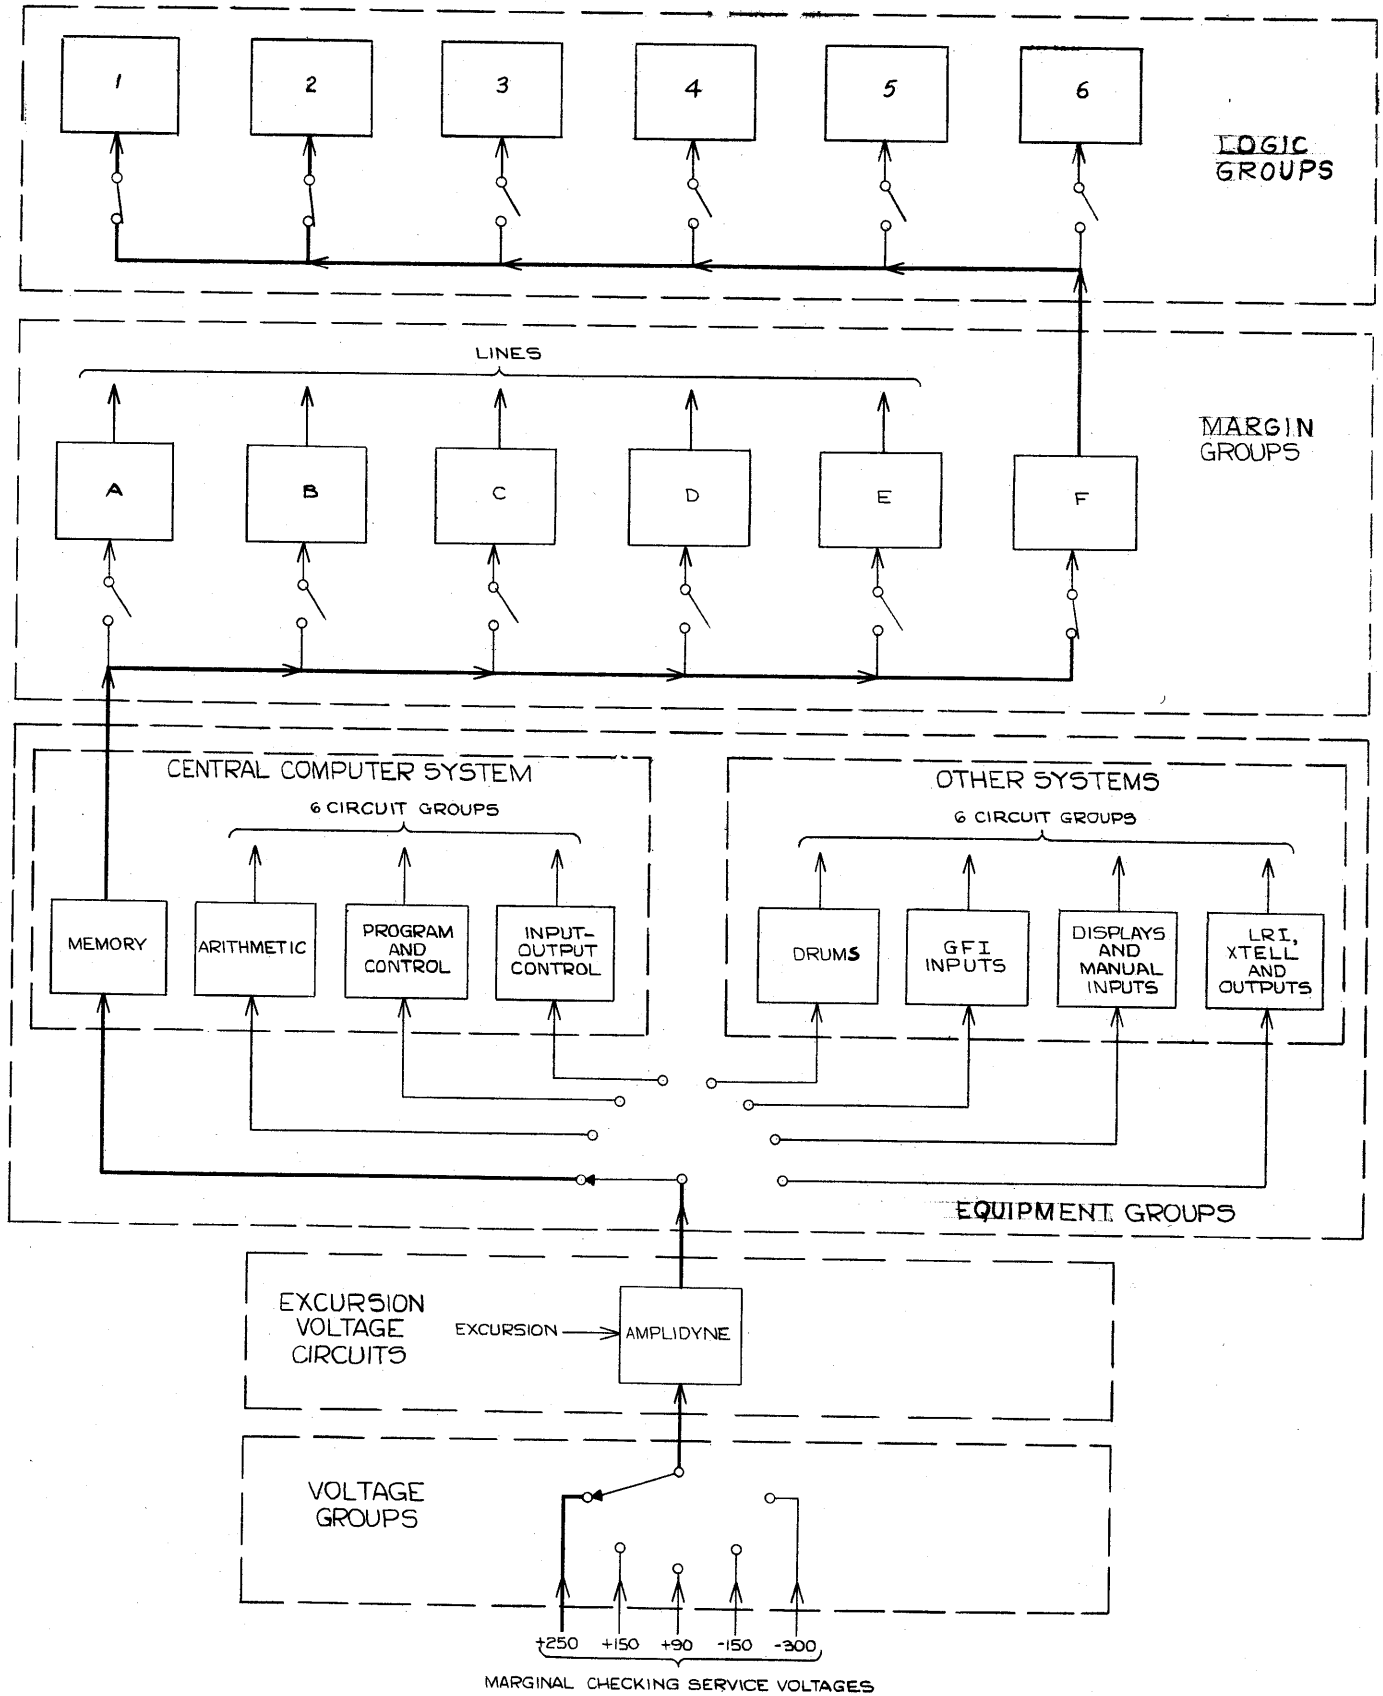 1
2
3
4
5
6
LOGIC
GROUPS
LINES
MARGIN
GROUPS
A
B
C
D
E
F
CENTRAL COMPUTER SYSTEM
6 CIRCUIT GROUPS
MEMORY
ARITHMETIC
PROGRAM
AND
CONTROL
INPUT-
OUTPUT
CONTROL
OTHER SYSTEMS
6 CIRCUIT GROUPS
DRUMS
GFI
INPUTS
DISPLAYS
AND
MANUAL
INPUTS
LRI,
XTELL
AND
OUTPUTS
EQUIPMENT GROUPS
EXCURSION
VOLTAGE
CIRCUITS
EXCURSION
AMPLIDYNE
VOLTAGE
GROUPS
+250 +150 +90 -150 -300
MARGINAL CHECKING SERVICE VOLTAGES